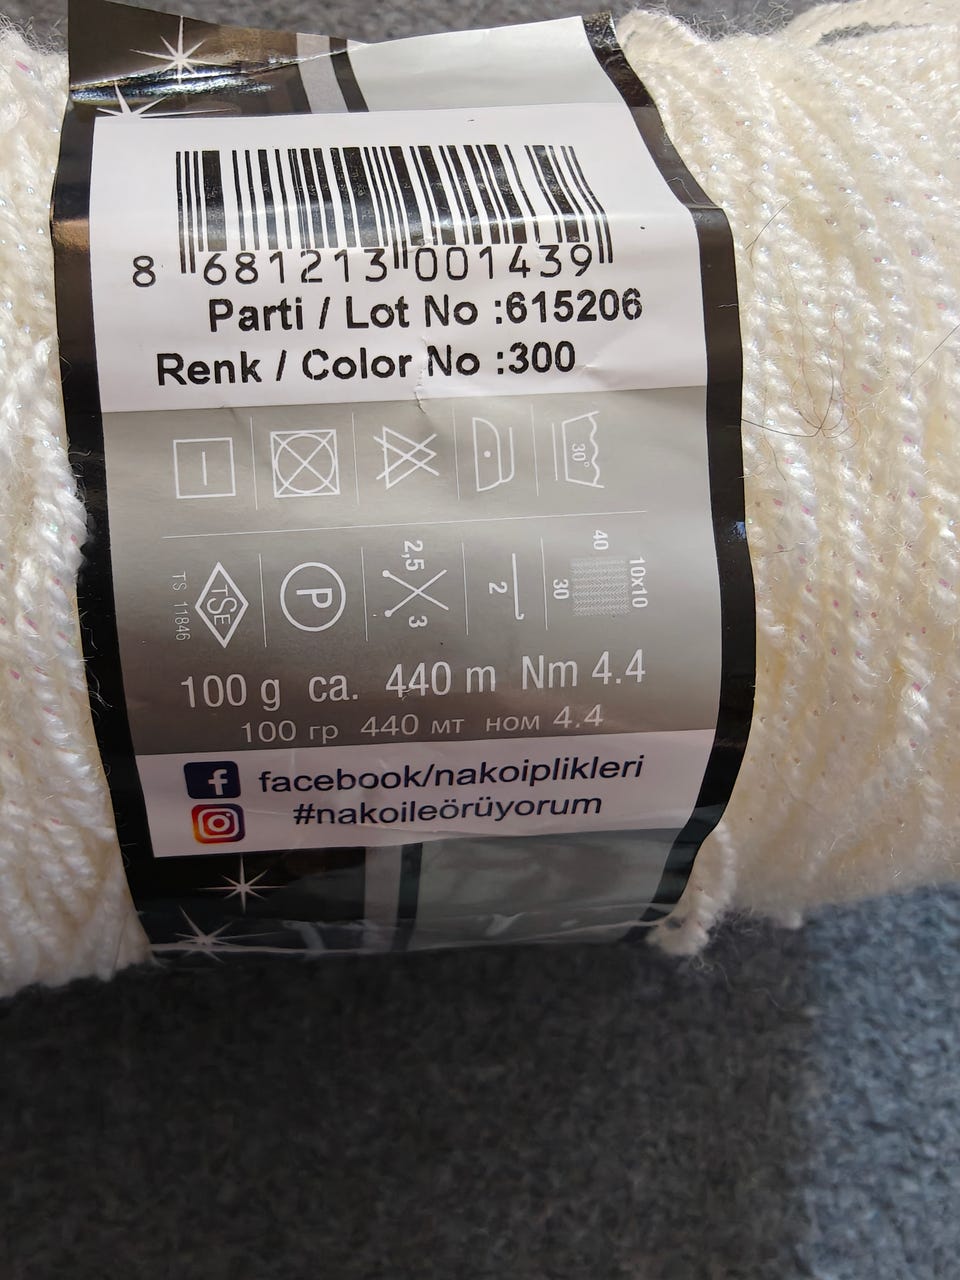 8 681213 001439
Parti / Lot No :615206
Renk / Color No :300
30°
TS 11846
TSE
P
2,5
3
2
40
30
10x10
100 g ca. 440 m Nm 4.4
100 гр 440 мт ном 4.4
facebook/nakoiplikleri
#nakoileörüyorum